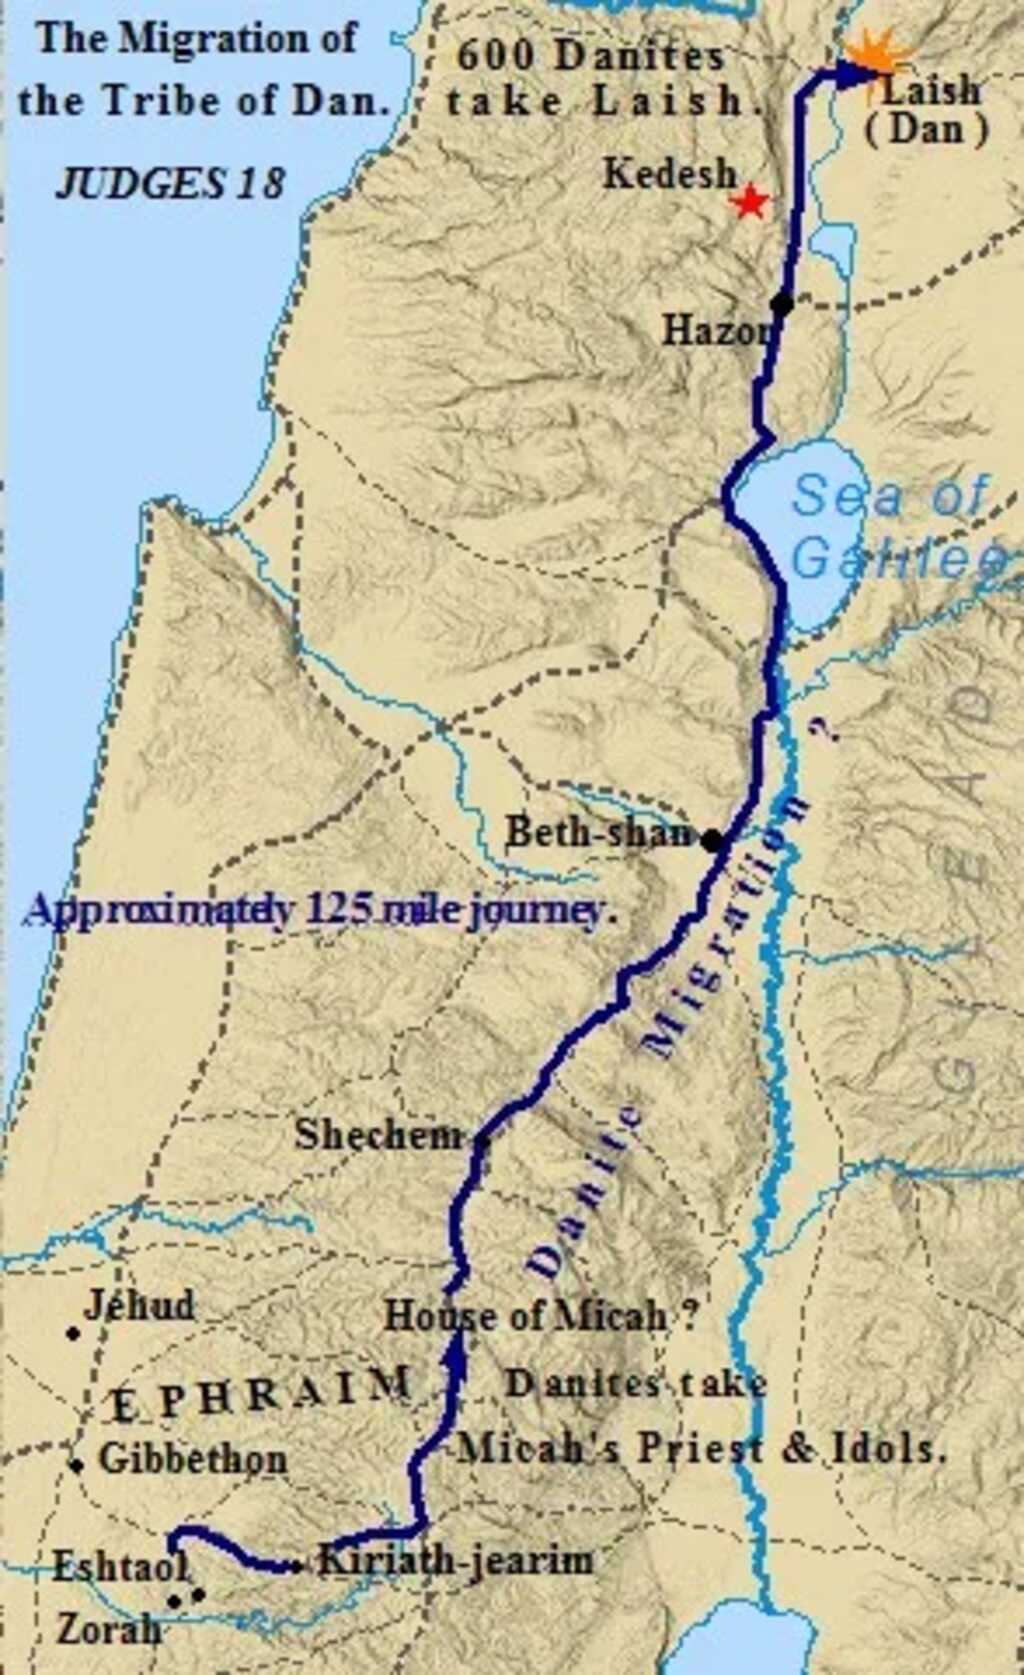 The Migration of
the Tribe of Dan.
JUDGES 18
600 Danites
take Laish.
Laish
( Dan )
Kedesh
Hazor
Sea of
Galilee
GILEAD
Beth-shan
Approximately 125 mile journey.
Danite Migration ?
Shechem
Jehud
House of Micah ?
EPHRAIM
Danites take
Micah's Priest & Idols.
Gibbethon
Eshtaol
Kiriath-jearim
Zorah